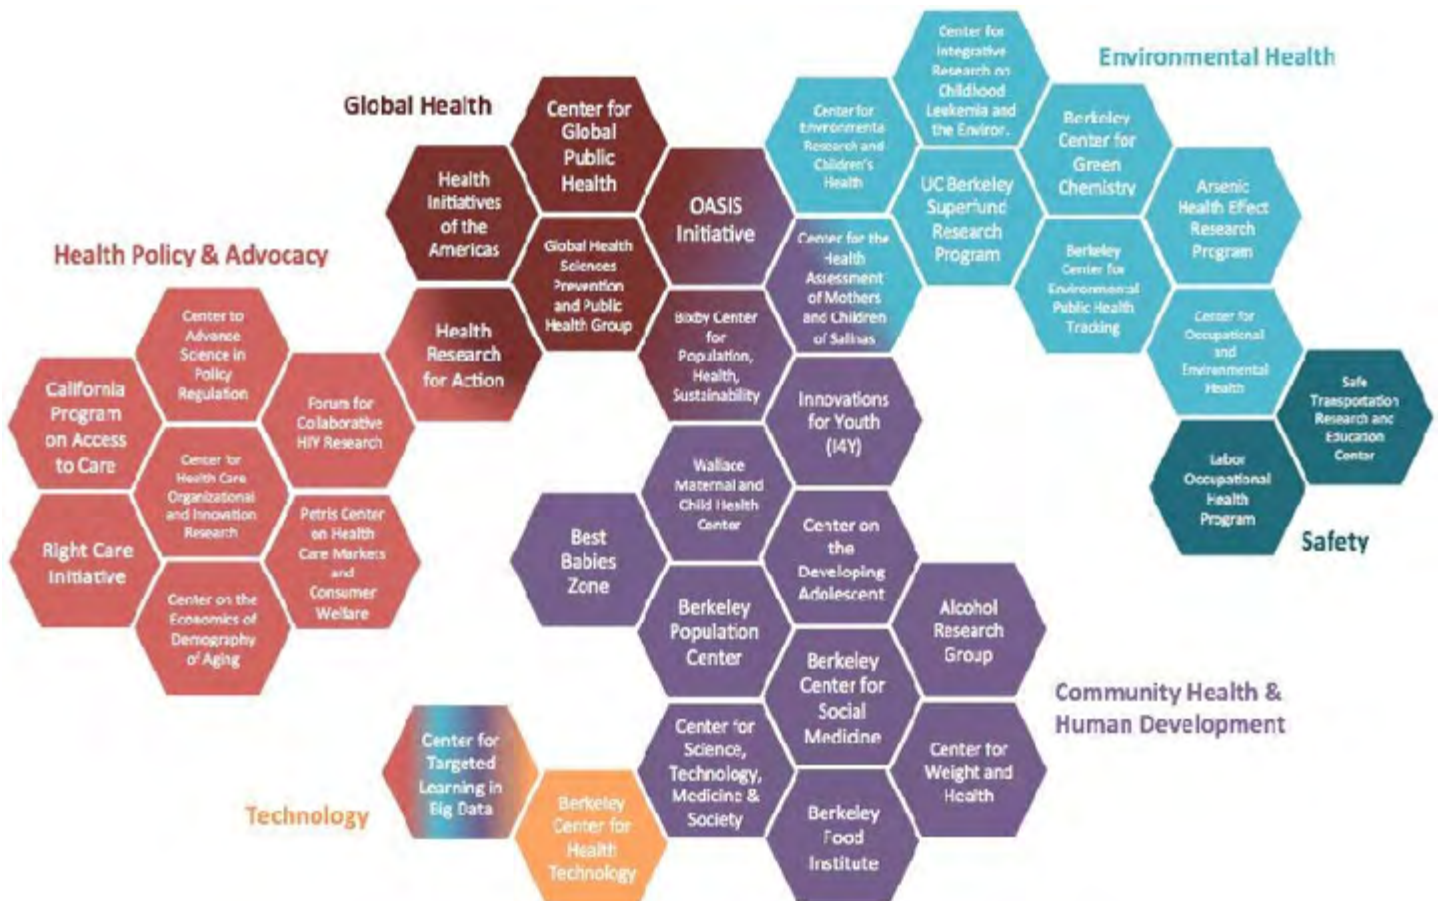 Global Health
Center for
Global
Public
Health
Health
Initiatives
of the
Americas
OASIS
Initiative
Global Health
Sciences
Prevention
and Public
Health Group
Health
Research
for Action
Bixby Center
for
Population,
Health,
Sustainability
Environmental Health
Center for
Integrative
Research on
Childhood
Leukemia and
the Environ.
Center for
Environmental
Research and
Children's
Health
Berkeley
Center for
Green
Chemistry
UC Berkeley
Superfund
Research
Program
Arsenic
Health Effect
Research
Program
Center for the
Health
Assessment
of Mothers
and Children
of Salinas
Berkeley
Center for
Environmental
Public Health
Tracking
Center for
Occupational
and
Environmental
Health
Health Policy & Advocacy
Center to
Advance
Science in
Policy
Regulation
California
Program
on Access
to Care
Forum for
Collaborative
HIV Research
Center for
Health Care
Organizational
and Innovation
Research
Right Care
Initiative
Petris Center
on Health
Care Markets
and
Consumer
Welfare
Center on the
Economics of
Demography
of Aging
Safe
Transportation
Research and
Education
Center
Labor
Occupational
Health
Program
Safety
Innovations
for Youth
(I4Y)
Wallace
Maternal and
Child Health
Center
Best
Babies
Zone
Center on
the
Developing
Adolescent
Berkeley
Population
Center
Alcohol
Research
Group
Berkeley
Center for
Social
Medicine
Community Health &
Human Development
Center for
Science,
Technology,
Medicine &
Society
Center for
Weight and
Health
Berkeley
Food
Institute
Technology
Center for
Targeted
Learning in
Big Data
Berkeley
Center for
Health
Technology